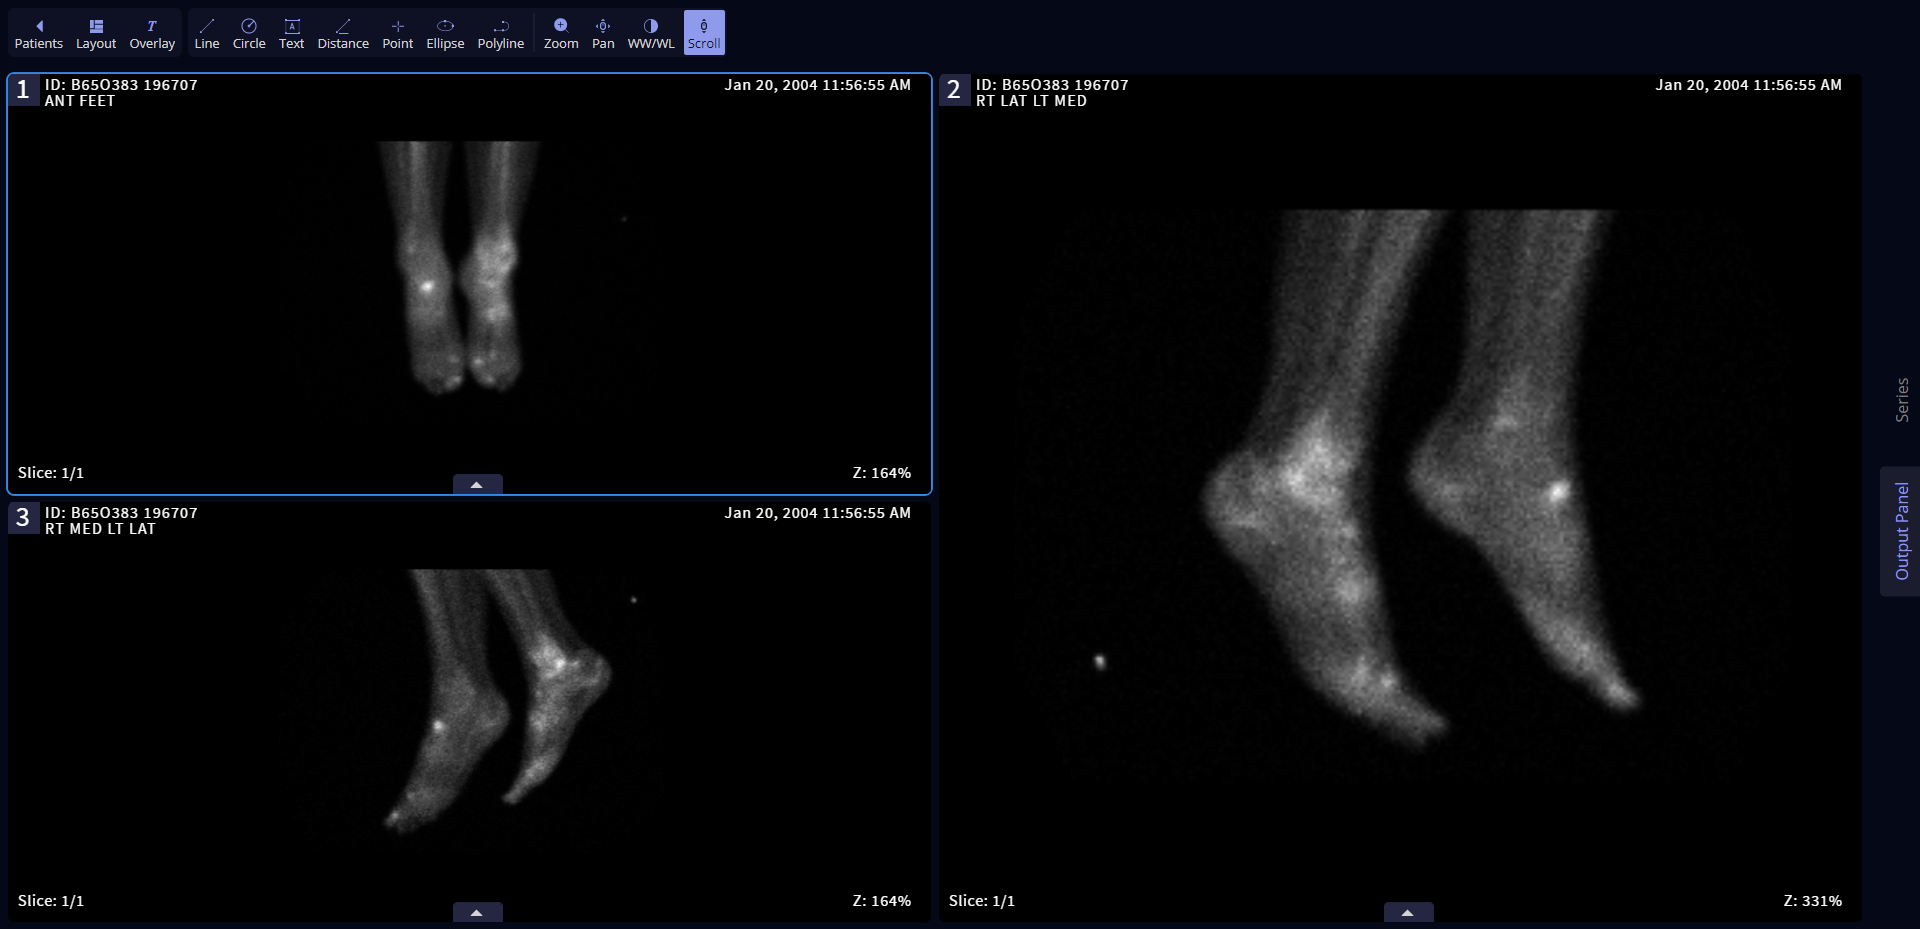 Patients Layout Overlay Line Circle Text Distance Point Ellipse Polyline Zoom Pan WW/WL Scroll
1
ID: B65O383 196707
ANT FEET
Jan 20, 2004 11:56:55 AM
Slice: 1/1
Z: 164%
2
ID: B65O383 196707
RT LAT LT MED
Jan 20, 2004 11:56:55 AM
Slice: 1/1
Z: 331%
3
ID: B65O383 196707
RT MED LT LAT
Jan 20, 2004 11:56:55 AM
Slice: 1/1
Z: 164%
Series
Output Panel